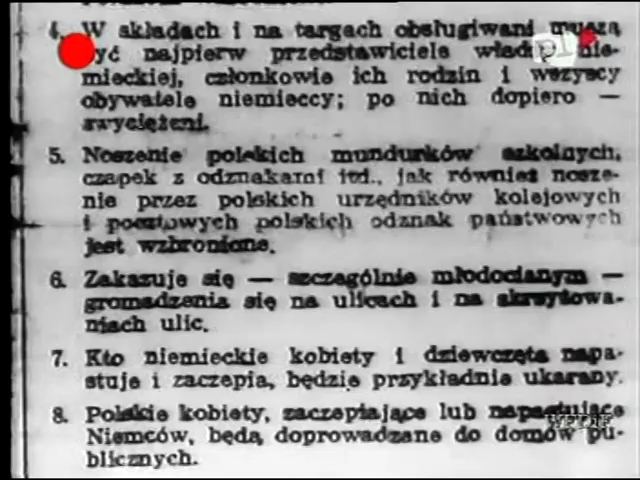 4. W składach i na targach obsługiwani muszą
być najpierw przedstawiciele władzy nie-
mieckiej, członkowie ich rodzin i wszyscy
obywatele niemieccy; po nich dopiero —
zwyciężeni.
5. Noszenie polskich mundurków szkolnych,
czapek z odznakami itd., jak również nosze-
nie przez polskich urzędników kolejowych
i pocztowych polskich odznak państwowych
jest wzbronione.
6. Zakazuje się — szczególnie młodocianym —
gromadzenia się na ulicach i na skrzyżowa-
niach ulic.
7. Kto niemieckie kobiety i dziewczęta napa-
stuje i zaczepia, będzie przykładnie ukarany.
8. Polskie kobiety, zaczepiające lub napastujące
Niemców, będą doprowadzane do domów pu-
blicznych.